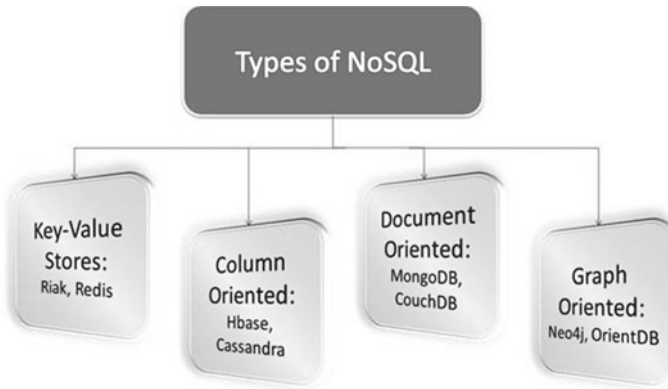 Types of NoSQL
Key-Value
Stores:
Riak, Redis
Column
Oriented:
Hbase,
Cassandra
Document
Oriented:
MongoDB,
CouchDB
Graph
Oriented:
Neo4j, OrientDB